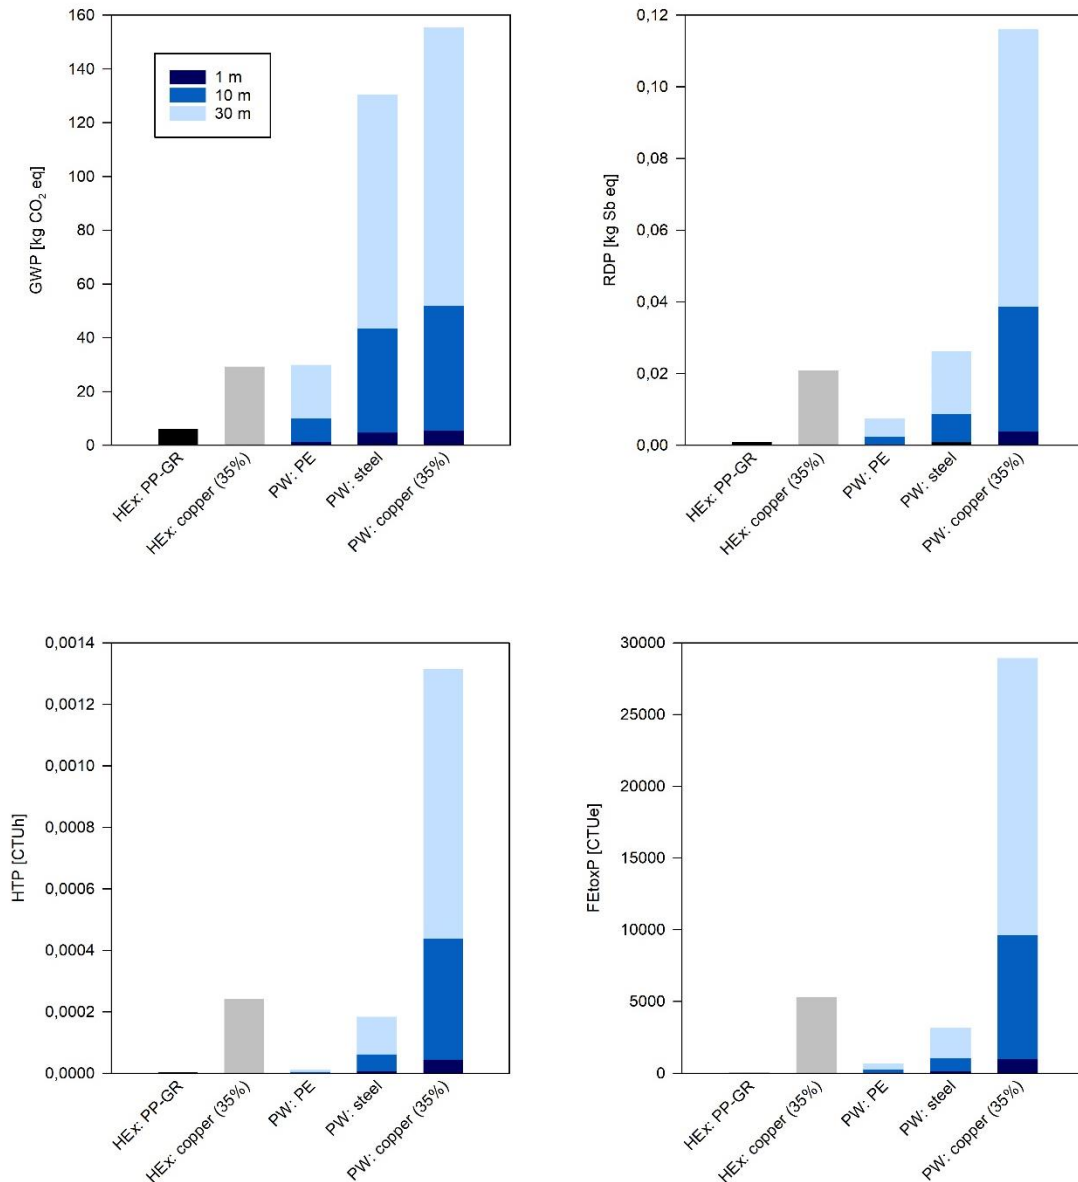 160
140
120
100
80
60
40
20
0
GWP [kg CO₂ eq]
1 m
10 m
30 m
HEx: PP-GR
HEx: copper (35%)
PW: PE
PW: steel
PW: copper (35%)
0,12
0,10
0,08
0,06
0,04
0,02
0,00
RDP [kg Sb eq]
HEx: PP-GR
HEx: copper (35%)
PW: PE
PW: steel
PW: copper (35%)
0,0014
0,0012
0,0010
0,0008
0,0006
0,0004
0,0002
0,0000
HTP [CTUh]
HEx: PP-GR
HEx: copper (35%)
PW: PE
PW: steel
PW: copper (35%)
30000
25000
20000
15000
10000
5000
0
FEtoxP [CTUe]
HEx: PP-GR
HEx: copper (35%)
PW: PE
PW: steel
PW: copper (35%)